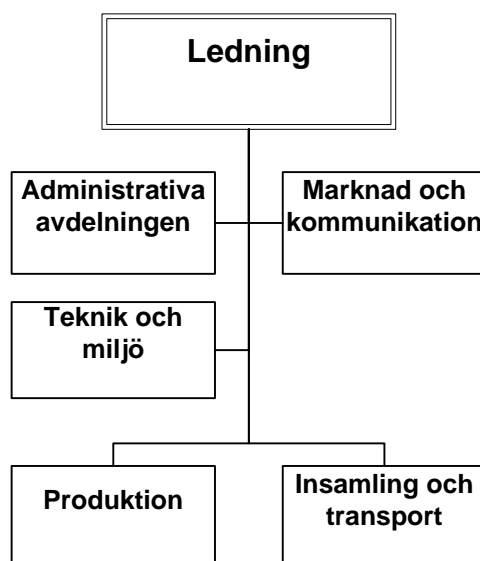 Ledning
Administrativa
avdelningen
Marknad och
kommunikation
Teknik och
miljö
Produktion
Insamling och
transport